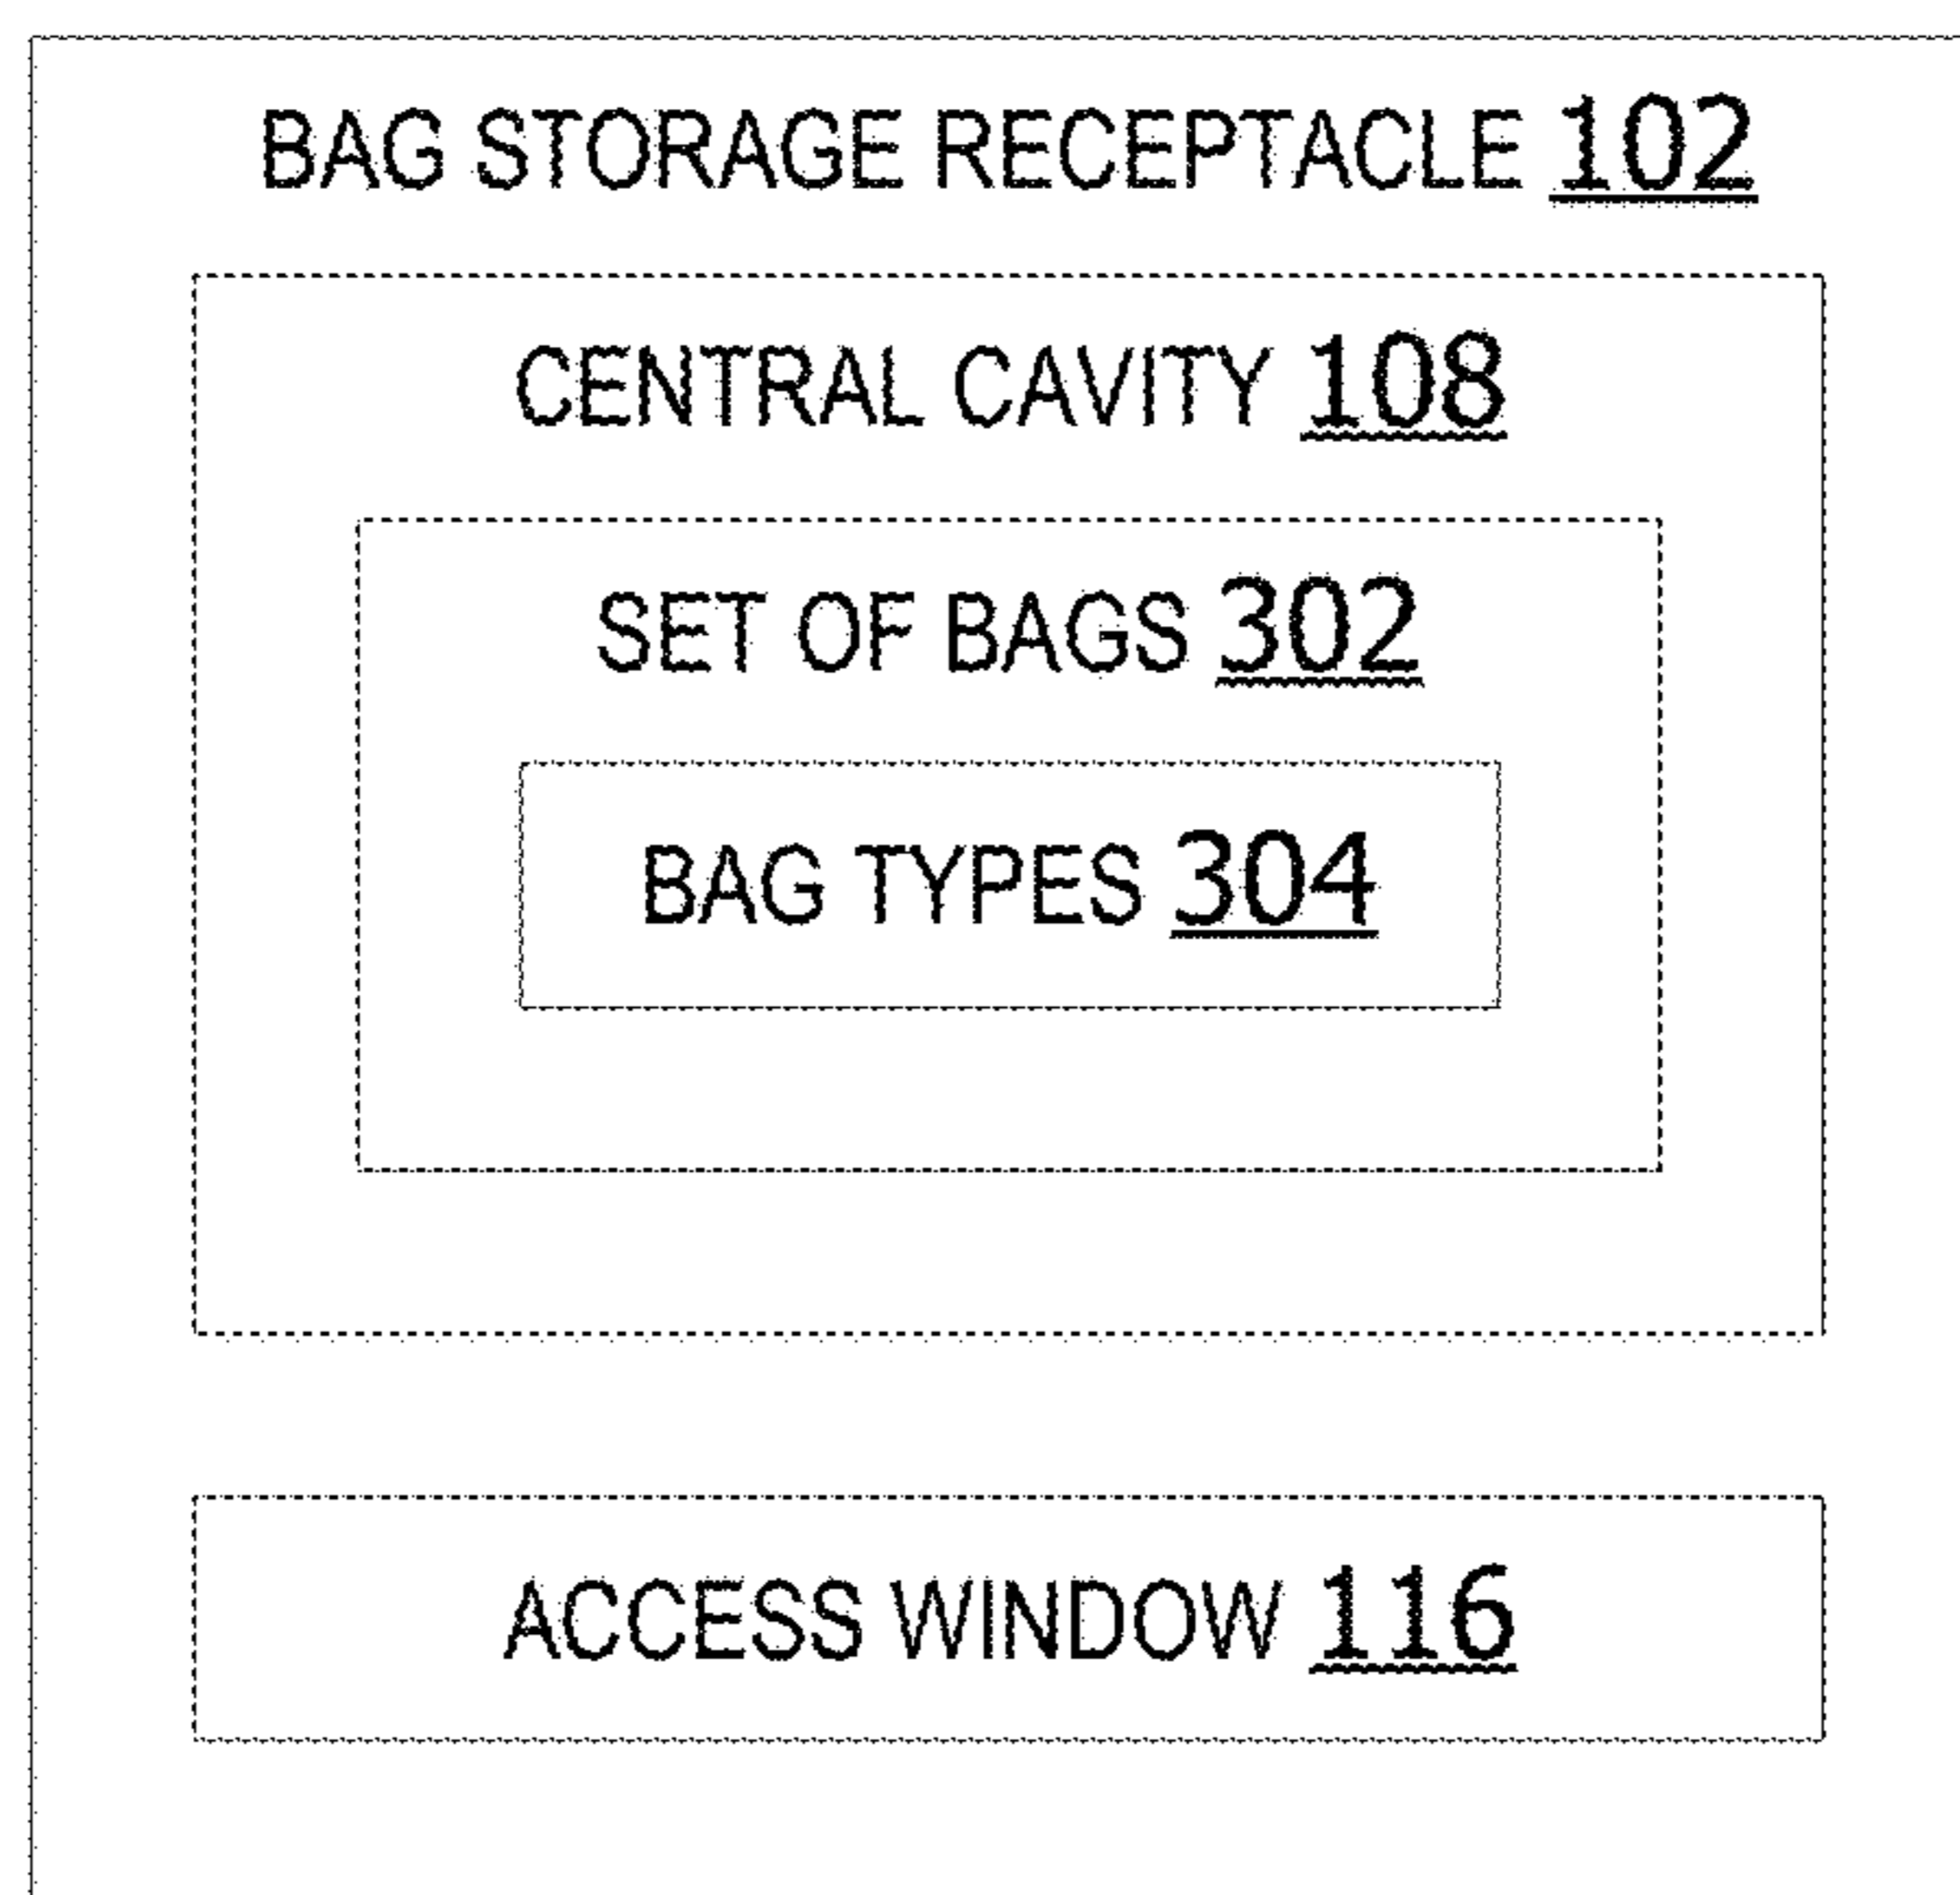 BAG STORAGE RECEPTACLE 102
CENTRAL CAVITY 108
SET OF BAGS 302
BAG TYPES 304
ACCESS WINDOW 116